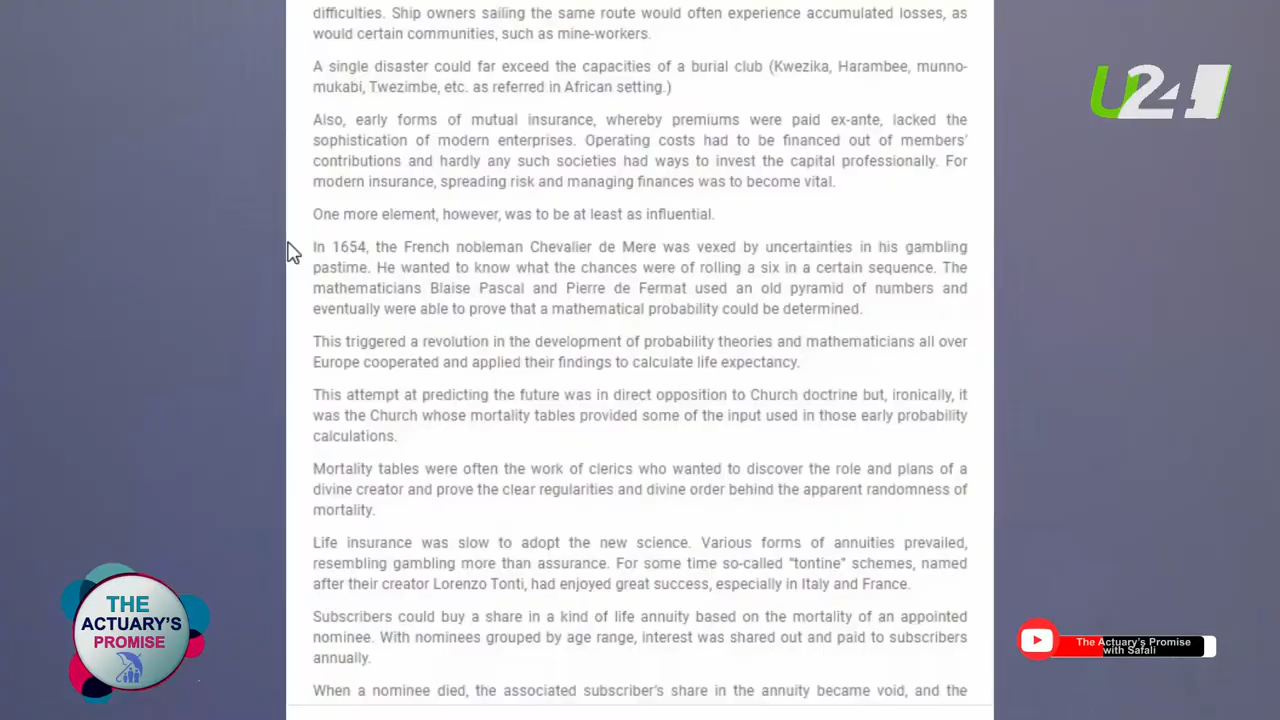 difficulties. Ship owners sailing the same route would often experience accumulated losses, as
would certain communities, such as mine-workers.
A single disaster could far exceed the capacities of a burial club (Kwezika, Harambee, munno-
mukabi, Twezimbe, etc. as referred in African setting.)
Also, early forms of mutual insurance, whereby premiums were paid ex-ante, lacked the
sophistication of modern enterprises. Operating costs had to be financed out of members'
contributions and hardly any such societies had ways to invest the capital professionally. For
modern insurance, spreading risk and managing finances was to become vital.
One more element, however, was to be at least as influential.
In 1654, the French nobleman Chevalier de Mere was vexed by uncertainties in his gambling
pastime. He wanted to know what the chances were of rolling a six in a certain sequence. The
mathematicians Blaise Pascal and Pierre de Fermat used an old pyramid of numbers and
eventually were able to prove that a mathematical probability could be determined.
This triggered a revolution in the development of probability theories and mathematicians all over
Europe cooperated and applied their findings to calculate life expectancy.
This attempt at predicting the future was in direct opposition to Church doctrine but, ironically, it
was the Church whose mortality tables provided some of the input used in those early probability
calculations.
Mortality tables were often the work of clerics who wanted to discover the role and plans of a
divine creator and prove the clear regularities and divine order behind the apparent randomness of
mortality.
Life insurance was slow to adopt the new science. Various forms of annuities prevailed,
resembling gambling more than assurance. For some time so-called "tontine" schemes, named
after their creator Lorenzo Tonti, had enjoyed great success, especially in Italy and France.
Subscribers could buy a share in a kind of life annuity based on the mortality of an appointed
nominee. With nominees grouped by age range, interest was shared out and paid to subscribers
annually.
When a nominee died, the associated subscriber's share in the annuity became void, and the
U24
THE
ACTUARY'S
PROMISE
The Actuary's Promise
with Safali